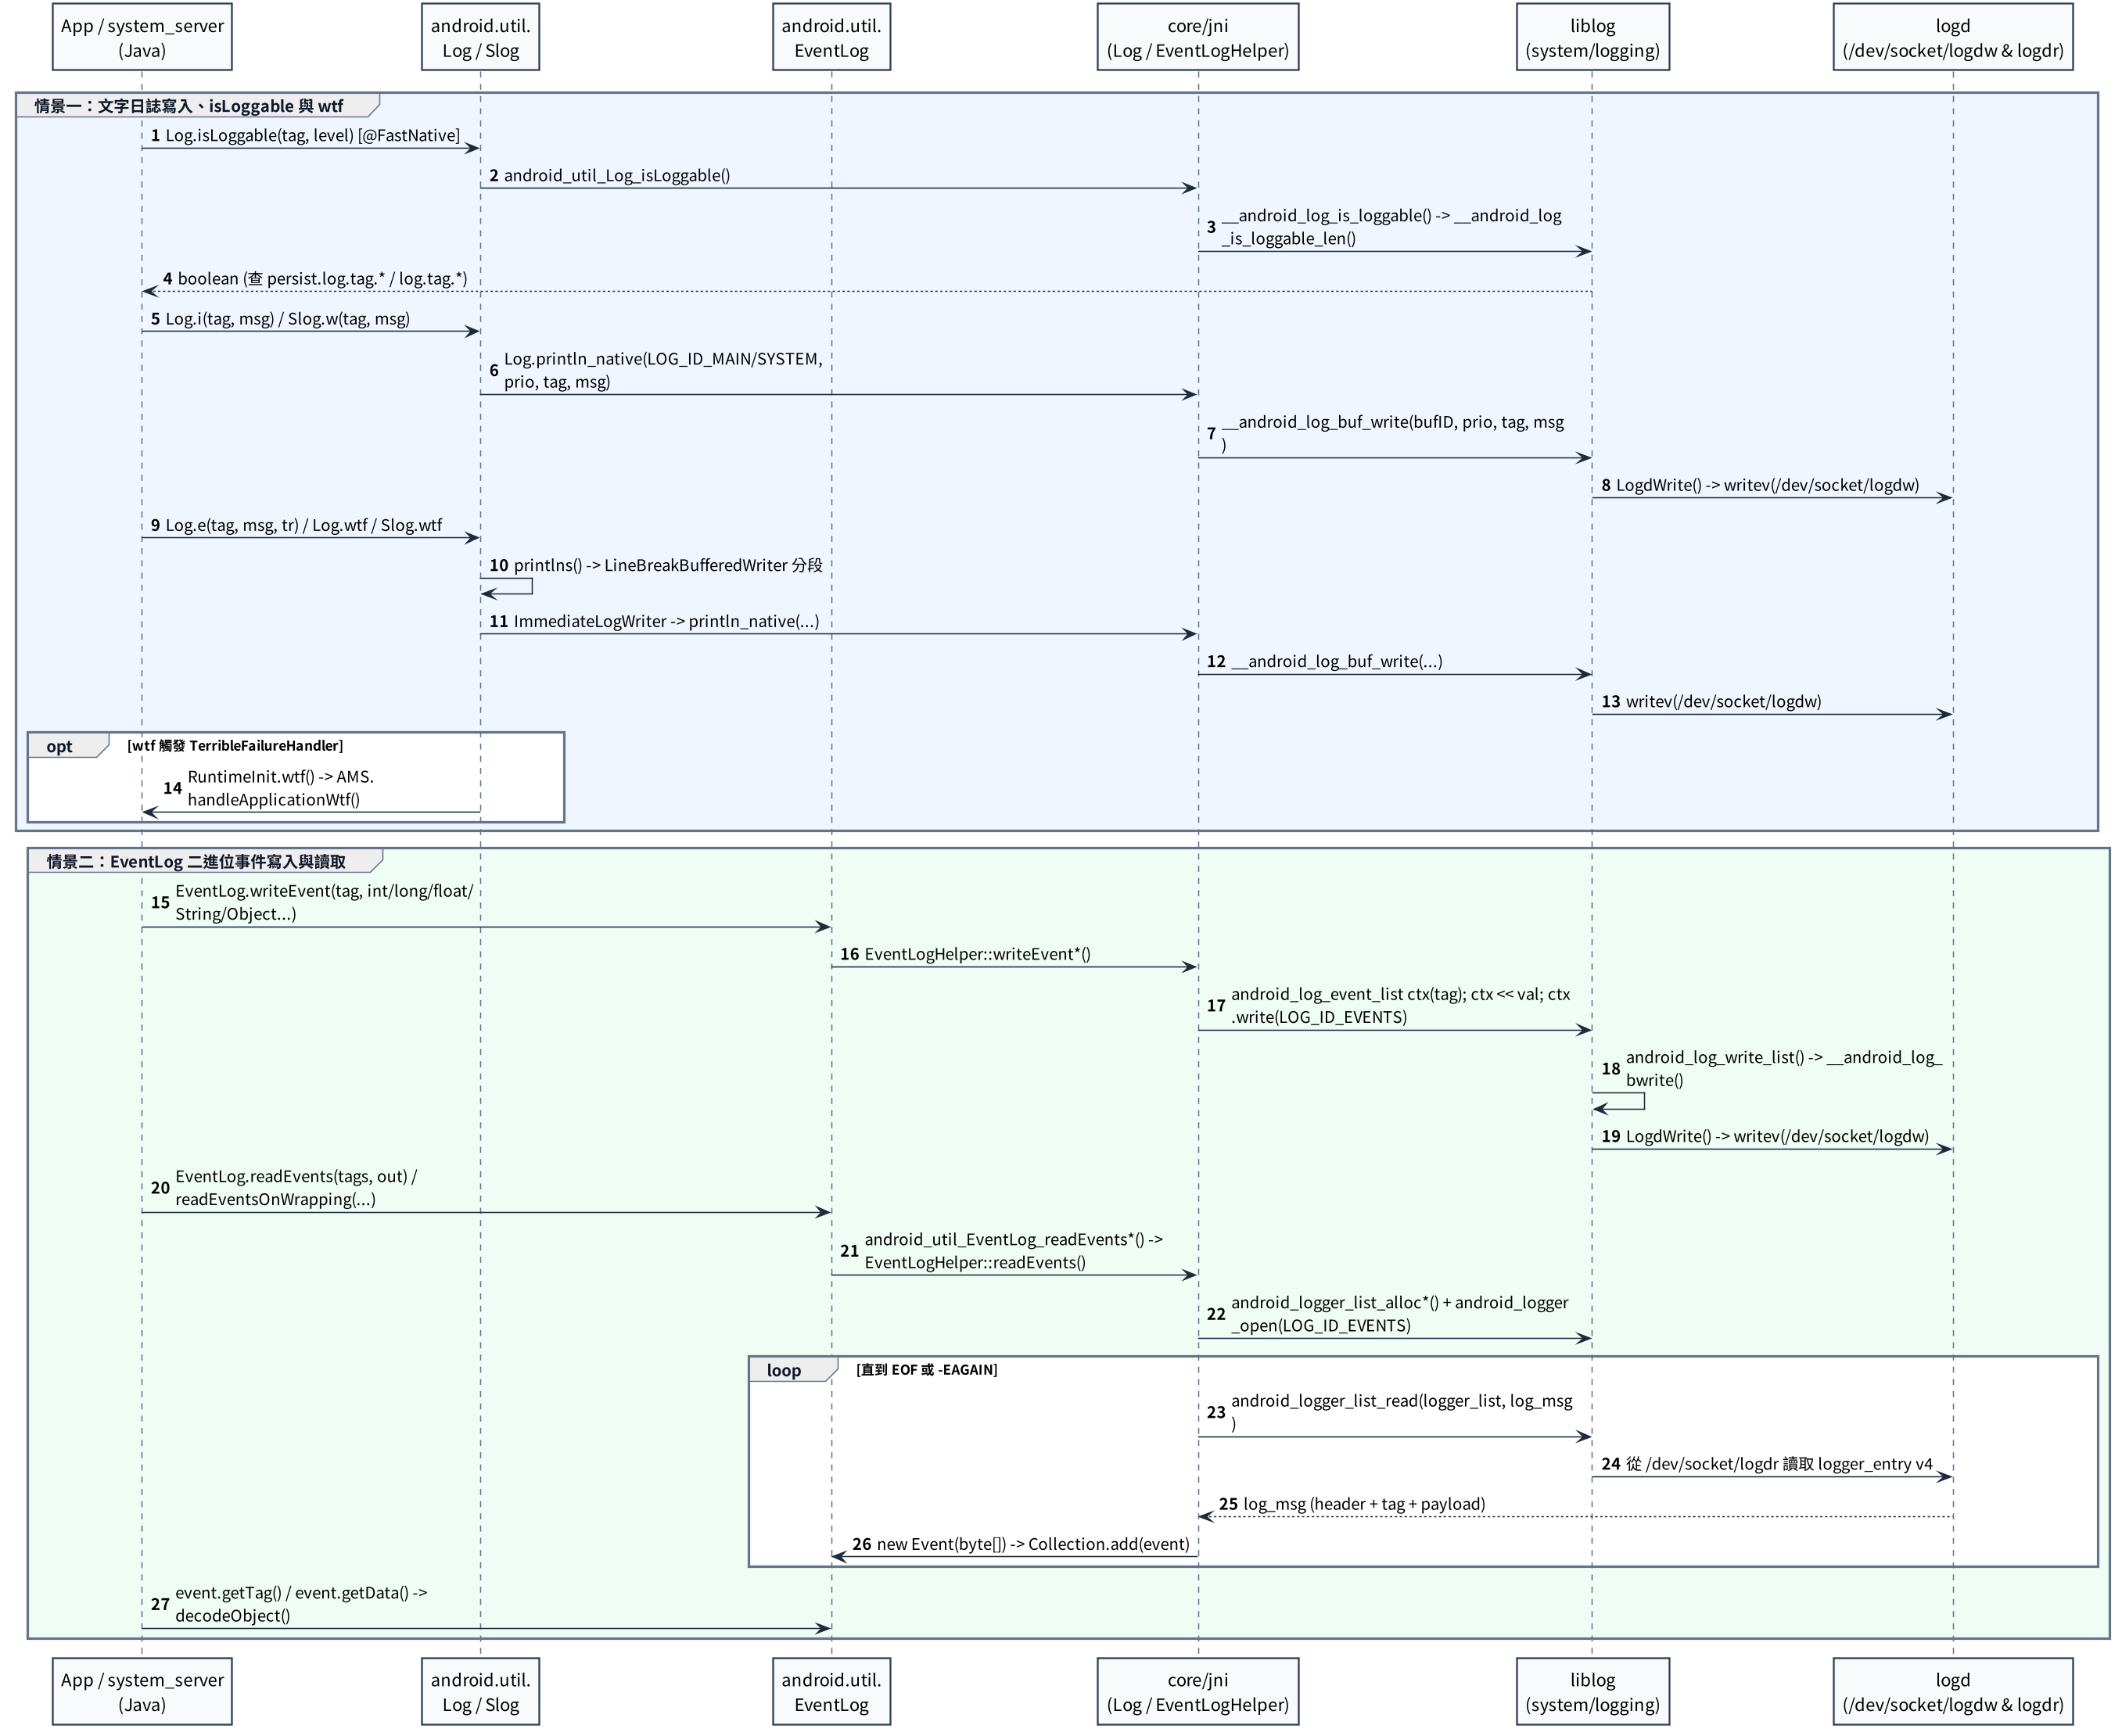 App / system_server
(Java)
android.util.
Log / Slog
android.util.
EventLog
core/jni
(Log / EventLogHelper)
liblog
(system/logging)
logd
(/dev/socket/logdw & logdr)
情景一：文字日誌寫入、isLoggable 與 wtf
1 Log.isLoggable(tag, level) [@FastNative]
2 android_util_Log_isLoggable()
3 __android_log_is_loggable() -> __android_log
_is_loggable_len()
4 boolean (查 persist.log.tag.* / log.tag.*)
5 Log.i(tag, msg) / Slog.w(tag, msg)
6 Log.println_native(LOG_ID_MAIN/SYSTEM,
prio, tag, msg)
7 __android_log_buf_write(bufID, prio, tag, msg
)
8 LogdWrite() -> writev(/dev/socket/logdw)
9 Log.e(tag, msg, tr) / Log.wtf / Slog.wtf
10 printlns() -> LineBreakBufferedWriter 分段
11 ImmediateLogWriter -> println_native(...)
12 __android_log_buf_write(...)
13 writev(/dev/socket/logdw)
opt [wtf 觸發 TerribleFailureHandler]
14 RuntimeInit.wtf() -> AMS.
handleApplicationWtf()
情景二：EventLog 二進位事件寫入與讀取
15 EventLog.writeEvent(tag, int/long/float/
String/Object...)
16 EventLogHelper::writeEvent*()
17 android_log_event_list ctx(tag); ctx << val; ctx
.write(LOG_ID_EVENTS)
18 android_log_write_list() -> __android_log_
bwrite()
19 LogdWrite() -> writev(/dev/socket/logdw)
20 EventLog.readEvents(tags, out) /
readEventsOnWrapping(...)
21 android_util_EventLog_readEvents*() ->
EventLogHelper::readEvents()
22 android_logger_list_alloc*() + android_logger
_open(LOG_ID_EVENTS)
loop [直到 EOF 或 -EAGAIN]
23 android_logger_list_read(logger_list, log_msg
)
24 從 /dev/socket/logdr 讀取 logger_entry v4
25 log_msg (header + tag + payload)
26 new Event(byte[]) -> Collection.add(event)
27 event.getTag() / event.getData() ->
decodeObject()
App / system_server
(Java)
android.util.
Log / Slog
android.util.
EventLog
core/jni
(Log / EventLogHelper)
liblog
(system/logging)
logd
(/dev/socket/logdw & logdr)